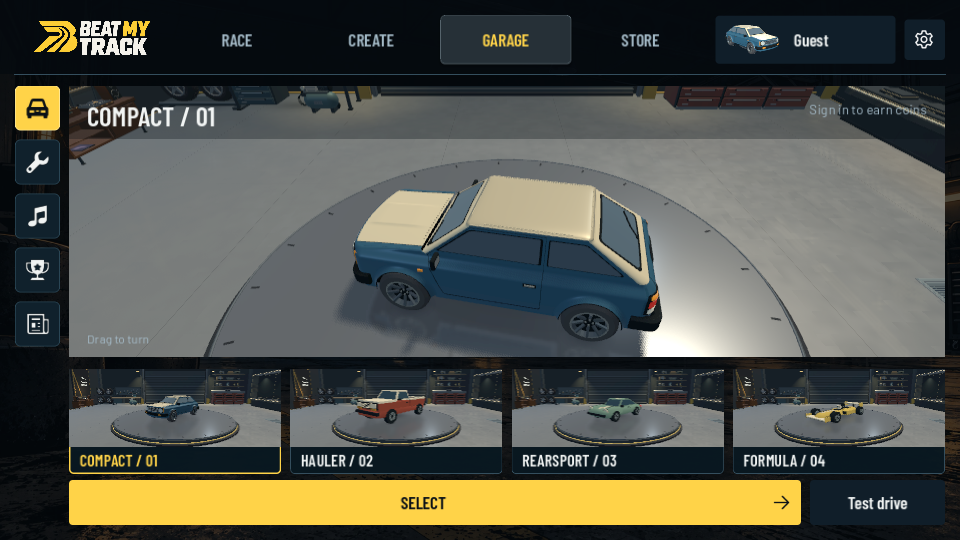 BEAT MY
TRACK
RACE
CREATE
GARAGE
STORE
Guest
COMPACT / 01
Sign in to earn coins
Drag to turn
COMPACT / 01
HAULER / 02
REARSPORT / 03
FORMULA / 04
SELECT
Test drive